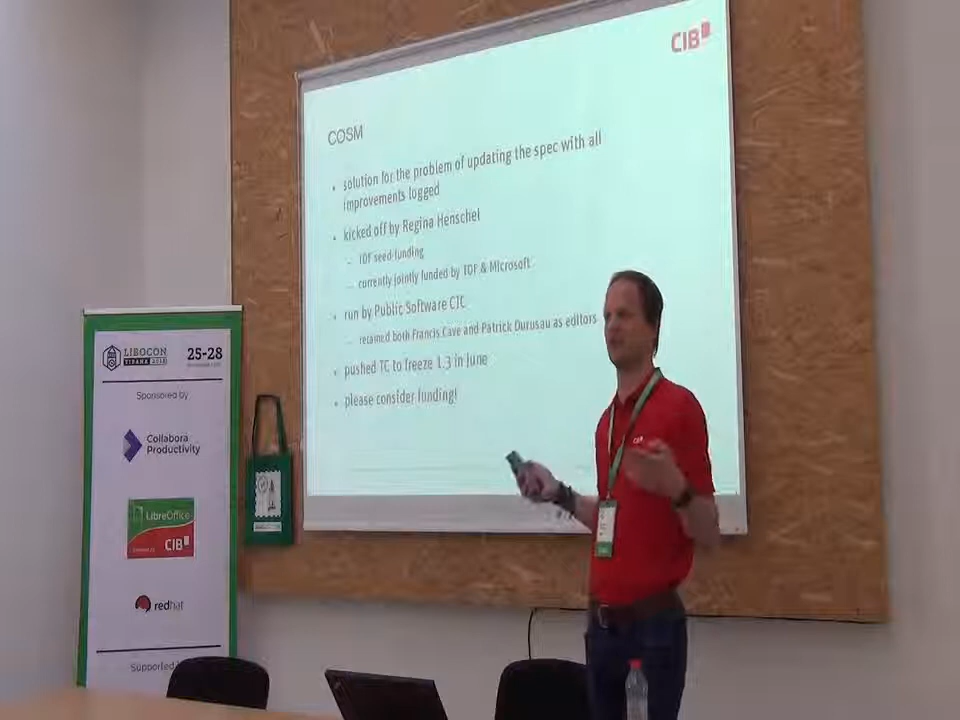 CIB
COSM
solution for the problem of updating the spec with all
improvements logged
kicked off by Regina Henschel
TDF seed-funding
currently jointly funded by TDF & Microsoft
run by Public Software CIC
retained both Francis Cave and Patrick Durusau as editors
pushed TC to freeze 1.3 in June
please consider funding!
LIBOCON
TIRANA 2018
25-28
Sponsored by
Collabora
Productivity
LibreOffice
CIB
redhat
Supported